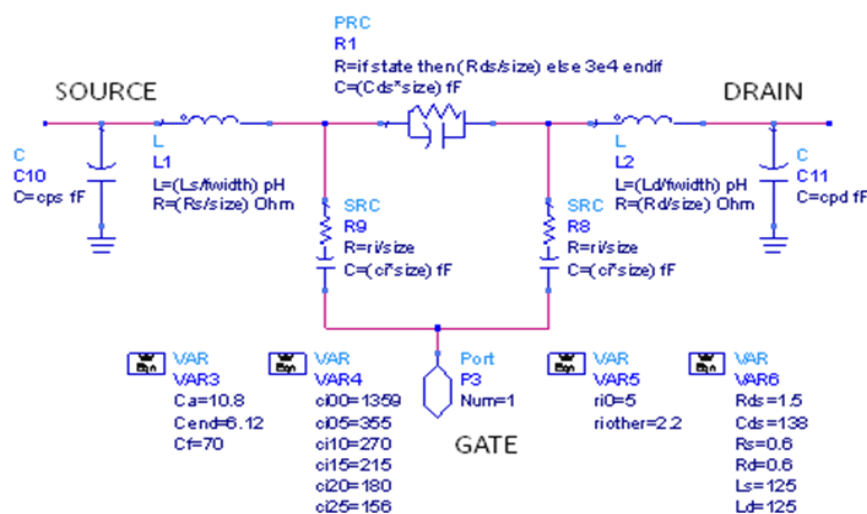 PRC
R1
R=if state then (Rds/size) else 3e4 endif
C=(Cds*size) fF
SOURCE
DRAIN
C
C10
C=cps fF
L
L1
L=(Ls/fwidth) pH
R=(Rs/size) Ohm
L
L2
L=(Ld/fwidth) pH
R=(Rd/size) Ohm
C
C11
C=cpd fF
SRC
R9
R=ri/size
C=(ci*size) fF
SRC
R8
R=ri/size
C=(ci*size) fF
Eqn
VAR
VAR3
Ca=10.8
Cend=6.12
Cf=70
Eqn
VAR
VAR4
ci00=1359
ci05=355
ci10=270
ci15=215
ci20=180
ci25=156
Port
P3
Num=1
GATE
Eqn
VAR
VAR5
ri0=5
riother=2.2
Eqn
VAR
VAR6
Rds=1.5
Cds=138
Rs=0.6
Rd=0.6
Ls=125
Ld=125